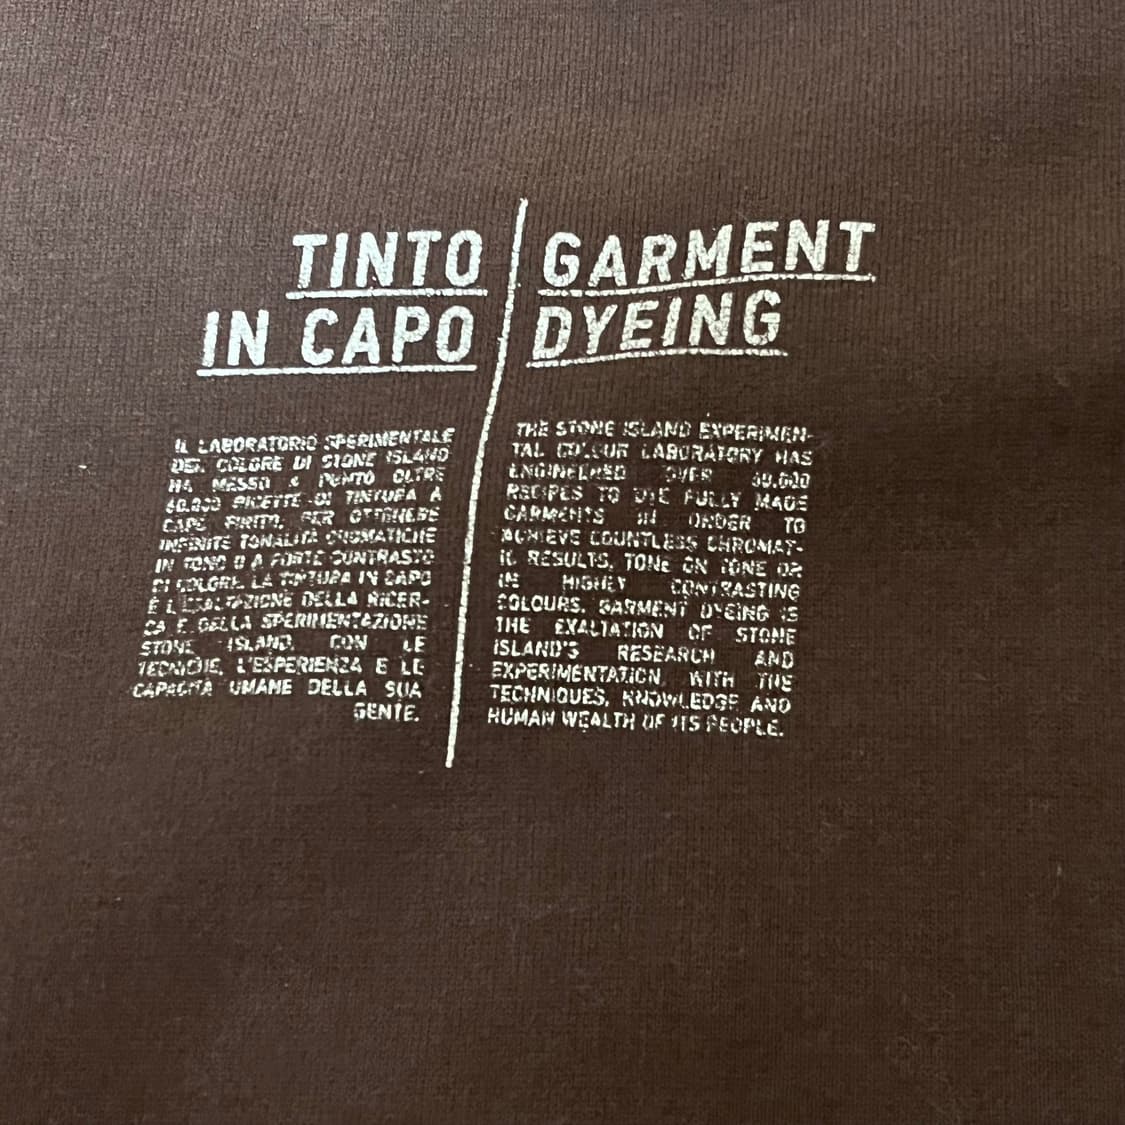 TINTO
IN CAPO
IL LABORATORIO SPERIMENTALE
DEL COLORE DI STONE ISLAND
HA MESSO A PUNTO OLTRE
60.000 RICETTE DI TINTURA A
CAPO FINITO, PER OTTENERE
INFINITE TONALITÀ CROMATICHE
IN TONO O A FORTE CONTRASTO
DI COLORE. LA TINTURA IN CAPO
È L'ESALTAZIONE DELLA RICER-
CA E DELLA SPERIMENTAZIONE
STONE ISLAND, CON LE
TECNICHE, L'ESPERIENZA E LE
CAPACITÀ UMANE DELLA SUA
GENTE.
GARMENT
DYEING
THE STONE ISLAND EXPERIMEN-
TAL COLOUR LABORATORY HAS
ENGINEERED OVER 60.000
RECIPES TO DYE FULLY MADE
GARMENTS IN ORDER TO
ACHIEVE COUNTLESS CHROMAT-
IC RESULTS, TONE ON TONE OR
IN HIGHLY CONTRASTING
COLOURS. GARMENT DYEING IS
THE EXALTATION OF STONE
ISLAND'S RESEARCH AND
EXPERIMENTATION, WITH THE
TECHNIQUES, KNOWLEDGE AND
HUMAN WEALTH OF ITS PEOPLE.